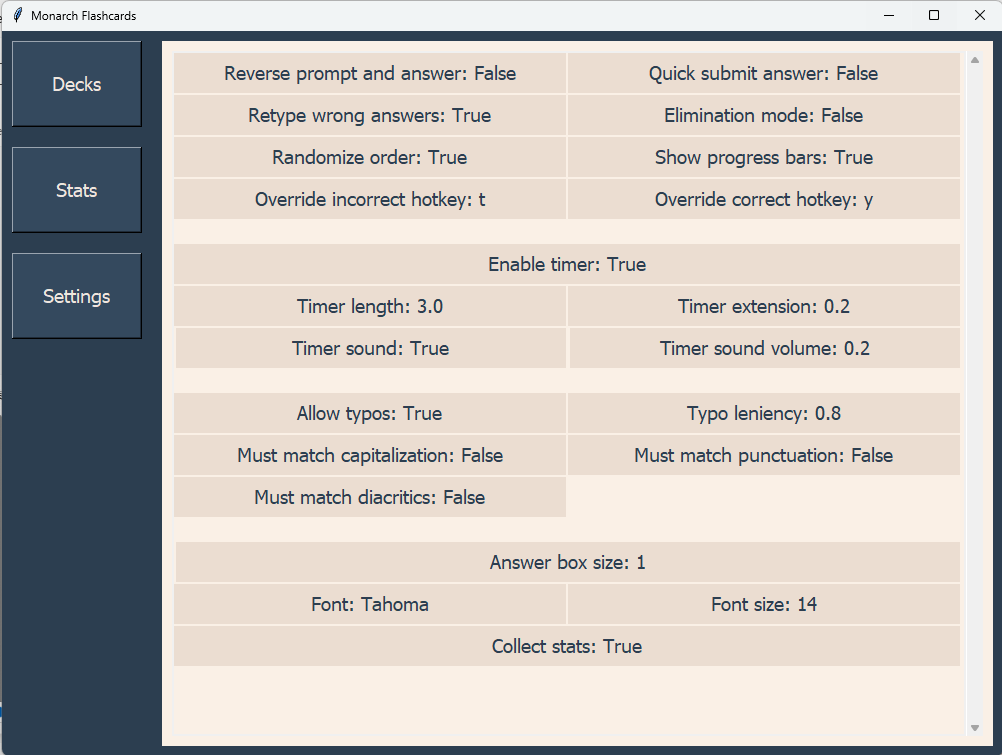 Monarch Flashcards
Decks
Stats
Settings
Reverse prompt and answer: False
Quick submit answer: False
Retype wrong answers: True
Elimination mode: False
Randomize order: True
Show progress bars: True
Override incorrect hotkey: t
Override correct hotkey: y
Enable timer: True
Timer length: 3.0
Timer extension: 0.2
Timer sound: True
Timer sound volume: 0.2
Allow typos: True
Typo leniency: 0.8
Must match capitalization: False
Must match punctuation: False
Must match diacritics: False
Answer box size: 1
Font: Tahoma
Font size: 14
Collect stats: True